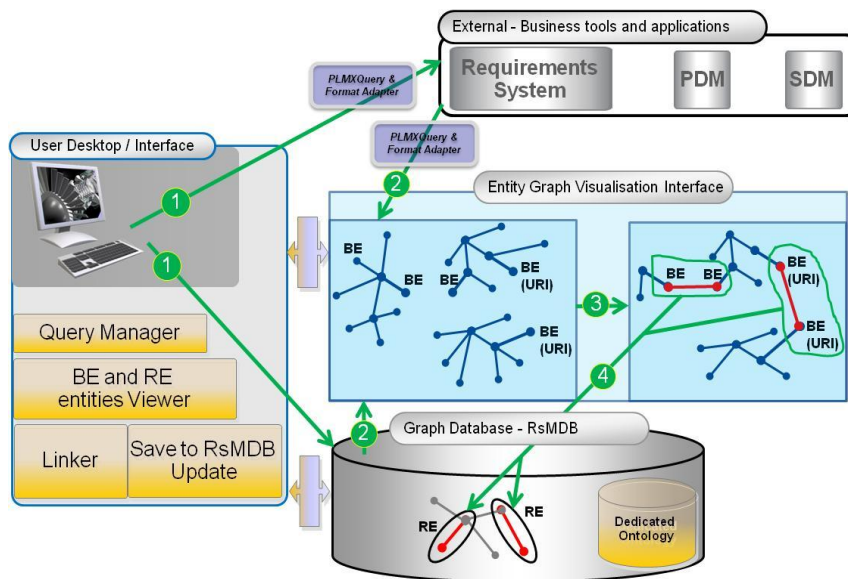 External - Business tools and applications
Requirements
System
PDM
SDM
PLMXQuery &
Format Adapter
PLMXQuery &
Format Adapter
User Desktop / Interface
1
1
2
Entity Graph Visualisation Interface
BE
BE
BE
BE
(URI)
BE
(URI)
3
BE
BE
BE
(URI)
BE
(URI)
4
Query Manager
BE and RE
entities Viewer
Linker
Save to RsMDB
Update
2
Graph Database - RsMDB
RE
RE
Dedicated
Ontology